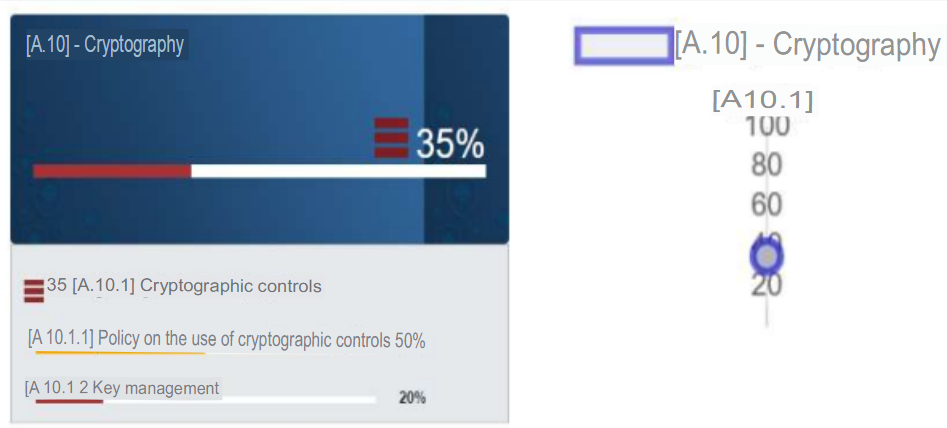 [A.10] - Cryptography
35%
35 [A.10.1] Cryptographic controls
[A 10.1.1] Policy on the use of cryptographic controls 50%
[A 10.1 2 Key management
20%
[A.10] - Cryptography
[A10.1]
100
80
60
40
20